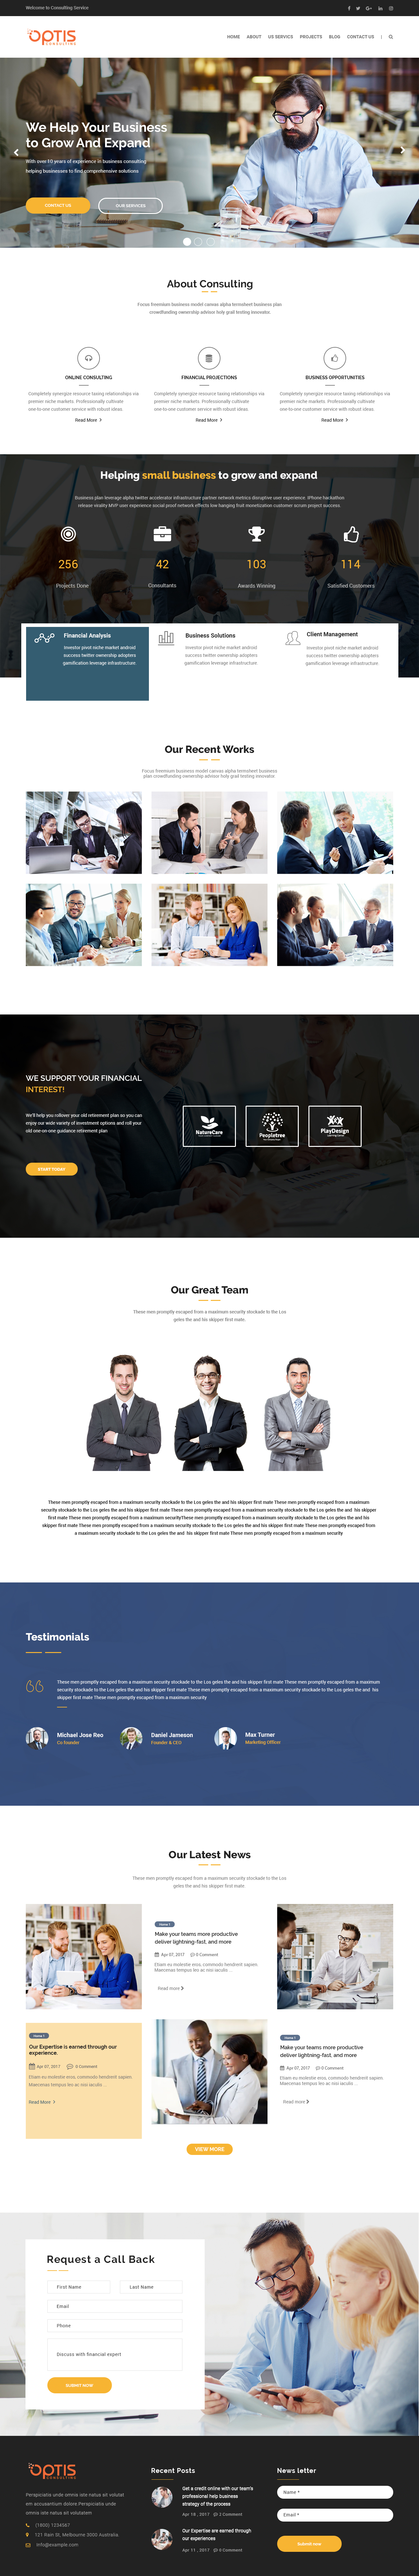 Welcome to Consulting Service
OPTIS
CONSULTING
HOME ABOUT US SERVICE PROJECTS BLOG CONTACT US
We Help Your Business
to Grow And Expand
With over 10 years of experience in business consulting
helping businesses to find comprehensive solutions
CONTACT US OUR SERVICES
About Consulting
Focus freemium business model canvas alpha termsheet business plan
crowdfunding ownership advisor holy grail testing innovator.
ONLINE CONSULTING
Completely synergize resource taxing relationships via
premier niche markets. Professionally cultivate
one-to-one customer service with robust ideas.
Read More
FINANCIAL PROJECTIONS
Completely synergize resource taxing relationships via
premier niche markets. Professionally cultivate
one-to-one customer service with robust ideas.
Read More
BUSINESS OPPORTUNITIES
Completely synergize resource taxing relationships via
premier niche markets. Professionally cultivate
one-to-one customer service with robust ideas.
Read More
Helping small business to grow and expand
Business plan leverage alpha twitter accelerator infrastructure partner network metrics disruptive user experience. IPhone hackathon
release virality MVP user experience social proof network effects low hanging fruit monetization customer scrum project success.
256 42 103 114
Projects Done Consultants Awards Winning Satisfied Customers
Financial Analysis
Investor pivot niche market android
success twitter ownership adopters
gamification leverage infrastructure.
Business Solutions
Investor pivot niche market android
success twitter ownership adopters
gamification leverage infrastructure.
Client Management
Investor pivot niche market android
success twitter ownership adopters
gamification leverage infrastructure.
Our Recent Works
Focus freemium business model canvas alpha termsheet business
plan crowdfunding ownership advisor holy grail testing innovator.
WE SUPPORT YOUR FINANCIAL
INTEREST!
We'll help you rollover your old retirement plan so you can
enjoy our wide variety of investment options and roll your
old one-on-one guidance retirement plan
START TODAY
NatureCare
Peopletree
PlayDesign
Our Great Team
These men promptly escaped from a maximum security stockade to the Los
geles the and his skipper first mate.
These men promptly escaped from a maximum security stockade to the Los geles the and his skipper first mate These men promptly escaped from a maximum
security stockade to the Los geles the and his skipper first mate These men promptly escaped from a maximum security stockade to the Los geles the and his skipper
first mate These men promptly escaped from a maximum securityThese men promptly escaped from a maximum security stockade to the Los geles the and his
skipper first mate These men promptly escaped from a maximum security stockade to the Los geles the and his skipper first mate These men promptly escaped from
a maximum security stockade to the Los geles the and his skipper first mate These men promptly escaped from a maximum security
Testimonials
These men promptly escaped from a maximum security stockade to the Los geles the and his skipper first mate These men promptly escaped from a maximum
security stockade to the Los geles the and his skipper first mate These men promptly escaped from a maximum security stockade to the Los geles the and his
skipper first mate These men promptly escaped from a maximum security
Michael Jose Reo
Co founder
Daniel Jameson
Founder & CEO
Max Turner
Marketing Officer
Our Latest News
These men promptly escaped from a maximum security stockade to the Los
geles the and his skipper first mate.
Make your teams more productive
deliver lightning-fast, and more
Apr 07, 2017 0 Comment
Etiam eu molestie eros, commodo hendrerit sapien.
Maecenas tempus leo ac nisi iaculis ...
Read more
Our Expertise is earned through our
experience.
Apr 07, 2017 0 Comment
Etiam eu molestie eros, commodo hendrerit sapien.
Maecenas tempus leo ac nisi iaculis ...
Read More
Make your teams more productive
deliver lightning-fast, and more
Apr 07, 2017 0 Comment
Etiam eu molestie eros, commodo hendrerit sapien.
Maecenas tempus leo ac nisi iaculis ...
Read more
VIEW MORE
Request a Call Back
First Name Last Name
Email
Phone
Discuss with financial expert
SUBMIT NOW
OPTIS
CONSULTING
Perspiciatis unde omnis iste natus sit volutat
em accusantium dolore Perspiciatis unde
omnis iste natus sit volutatem
(1800) 1234567
121 Rain St, Melbourne 3000 Australia.
info@example.com
Recent Posts
Get a credit online with our team's
professional help business
strategy of the process
Apr 18 , 2017 2 Comment
Our Expertise are earned through
our experiences
Apr 11 , 2017 0 Comment
News letter
Name *
Email *
Submit now